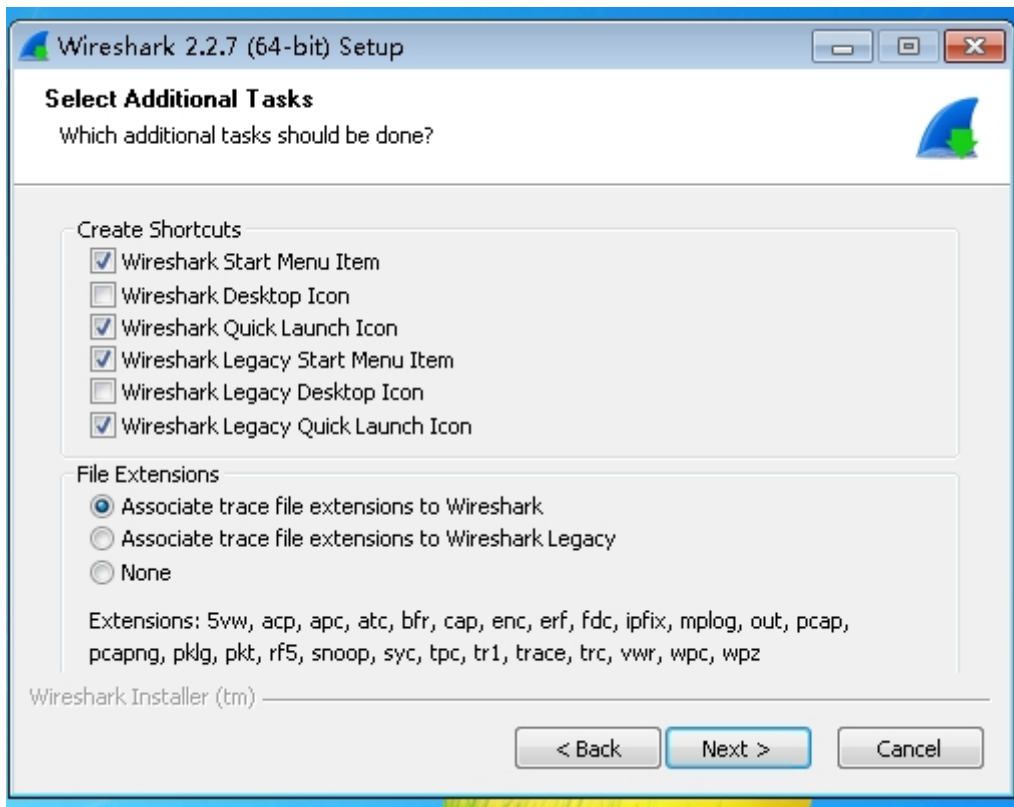 Wireshark 2.2.7 (64-bit) Setup
Select Additional Tasks
Which additional tasks should be done?
Create Shortcuts
Wireshark Start Menu Item
Wireshark Desktop Icon
Wireshark Quick Launch Icon
Wireshark Legacy Start Menu Item
Wireshark Legacy Desktop Icon
Wireshark Legacy Quick Launch Icon
File Extensions
Associate trace file extensions to Wireshark
Associate trace file extensions to Wireshark Legacy
None
Extensions: 5vw, acp, apc, atc, bfr, cap, enc, erf, fdc, ipfix, mplog, out, pcap,
pcapng, pklg, pkt, rf5, snoop, syc, tpc, tr1, trace, trc, vwr, wpc, wpz
Wireshark Installer (tm)
< Back Next > Cancel